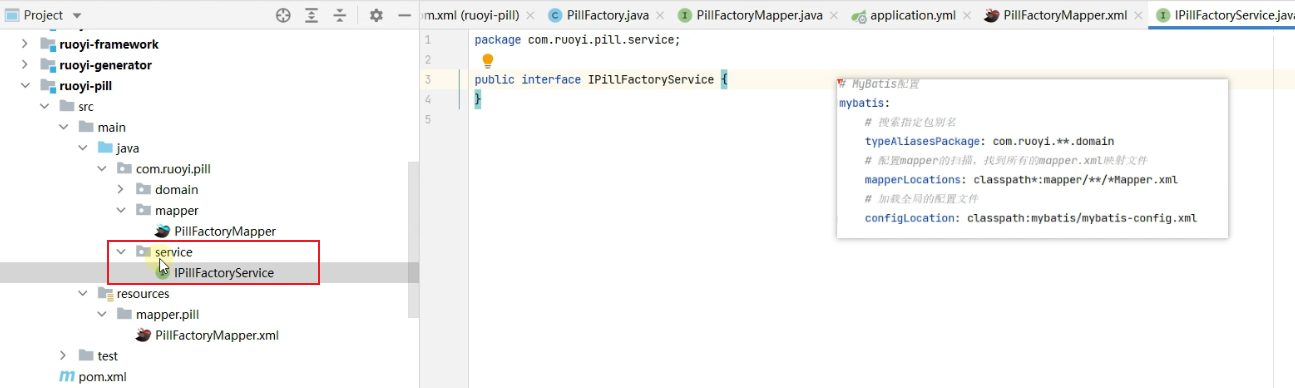 Project
om.xml (ruoyi-pill)
PillFactory.java
PillFactoryMapper.java
application.yml
PillFactoryMapper.xml
IPillFactoryService.java
ruoyi-framework
ruoyi-generator
ruoyi-pill
src
main
java
com.ruoyi.pill
domain
mapper
PillFactoryMapper
service
IPillFactoryService
resources
mapper.pill
PillFactoryMapper.xml
test
pom.xml
1 package com.ruoyi.pill.service;
2
3 public interface IPillFactoryService {
4 }
5
# MyBatis配置
mybatis:
# 搜索指定包别名
typeAliasesPackage: com.ruoyi.**.domain
# 配置mapper的扫描，找到所有的mapper.xml映射文件
mapperLocations: classpath*:mapper/**/*Mapper.xml
# 加载全局的配置文件
configLocation: classpath:mybatis/mybatis-config.xml